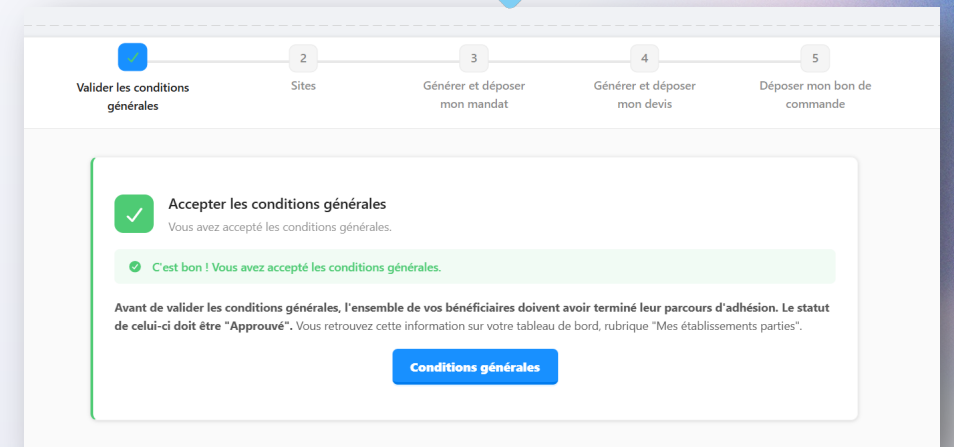 Valider les conditions
générales
2
Sites
3
Générer et déposer
mon mandat
4
Générer et déposer
mon devis
5
Déposer mon bon de
commande
Accepter les conditions générales
Vous avez accepté les conditions générales.
C'est bon ! Vous avez accepté les conditions générales.
Avant de valider les conditions générales, l'ensemble de vos bénéficiaires doivent avoir terminé leur parcours d'adhésion. Le statut
de celui-ci doit être "Approuvé". Vous retrouvez cette information sur votre tableau de bord, rubrique "Mes établissements parties".
Conditions générales